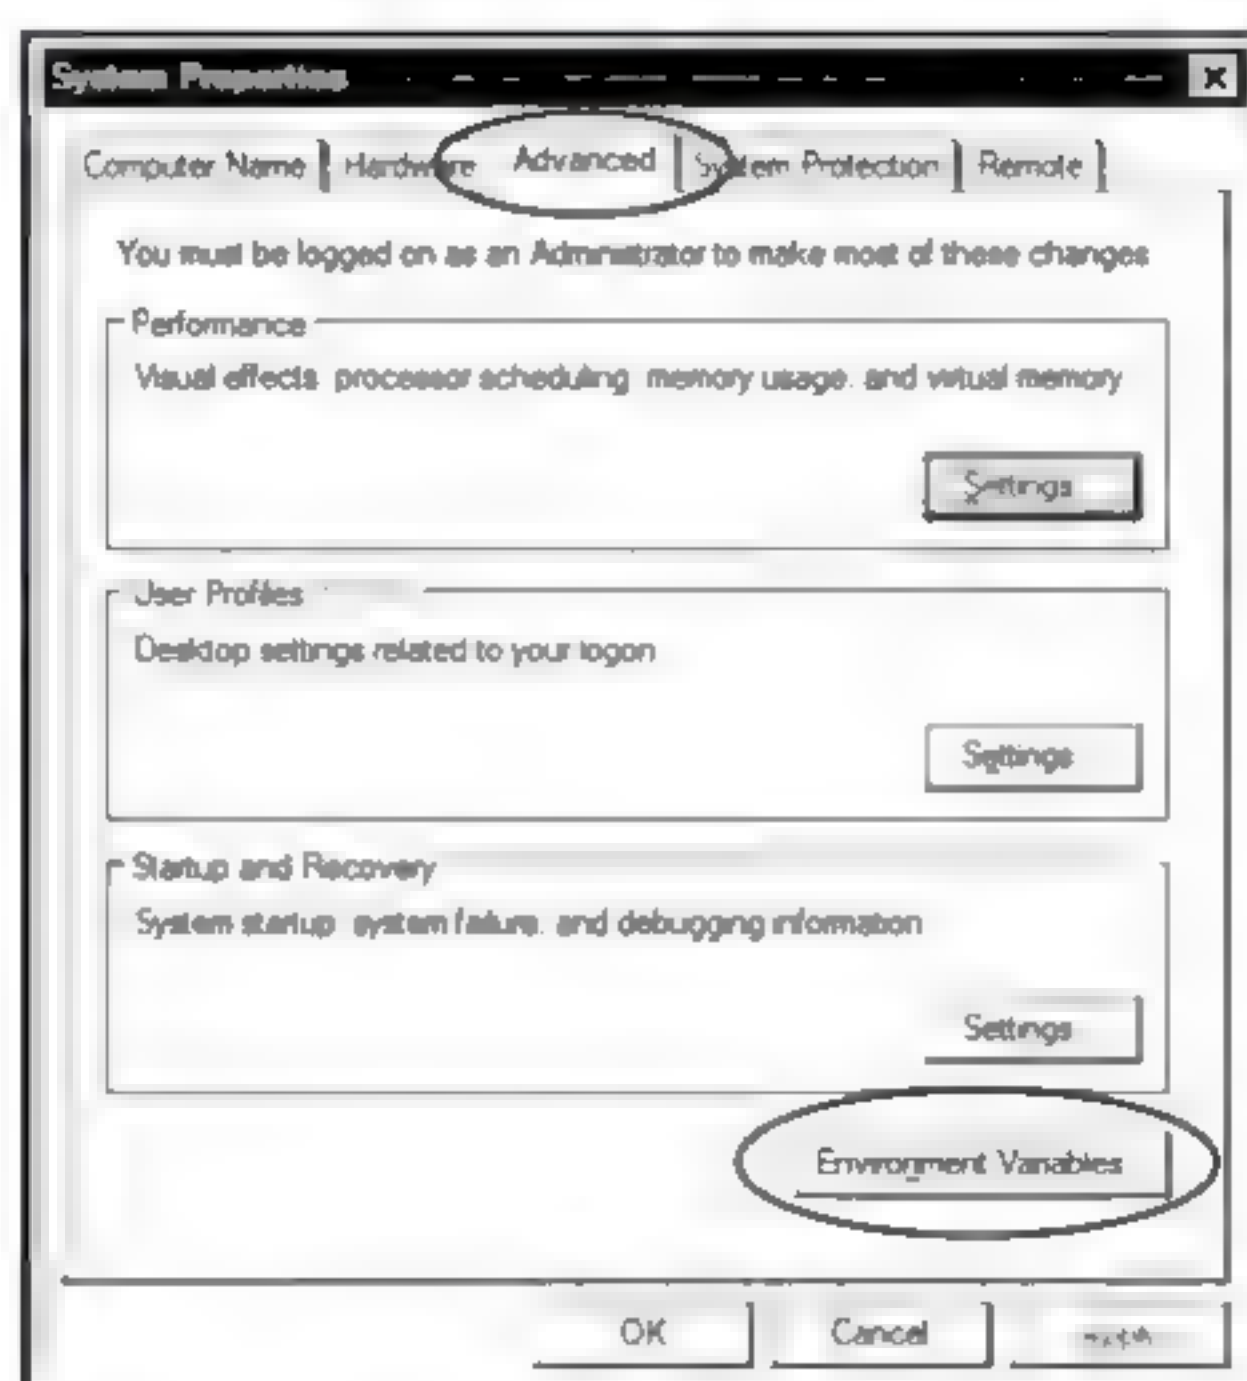 System Properties
Computer Name Hardware Advanced System Protection Remote
You must be logged on as an Administrator to make most of these changes
Performance
Visual effects processor scheduling memory usage. and virtual memory
Settings
User Profiles
Desktop settings related to your logon
Settings
Startup and Recovery
System startup system failure. and debugging information
Settings
Environment Variables
OK Cancel